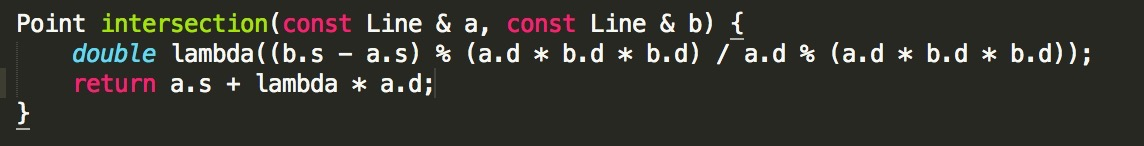 Point intersection(const Line & a, const Line & b) {
    double lambda((b.s - a.s) % (a.d * b.d * b.d) / a.d % (a.d * b.d * b.d));
    return a.s + lambda * a.d;
}